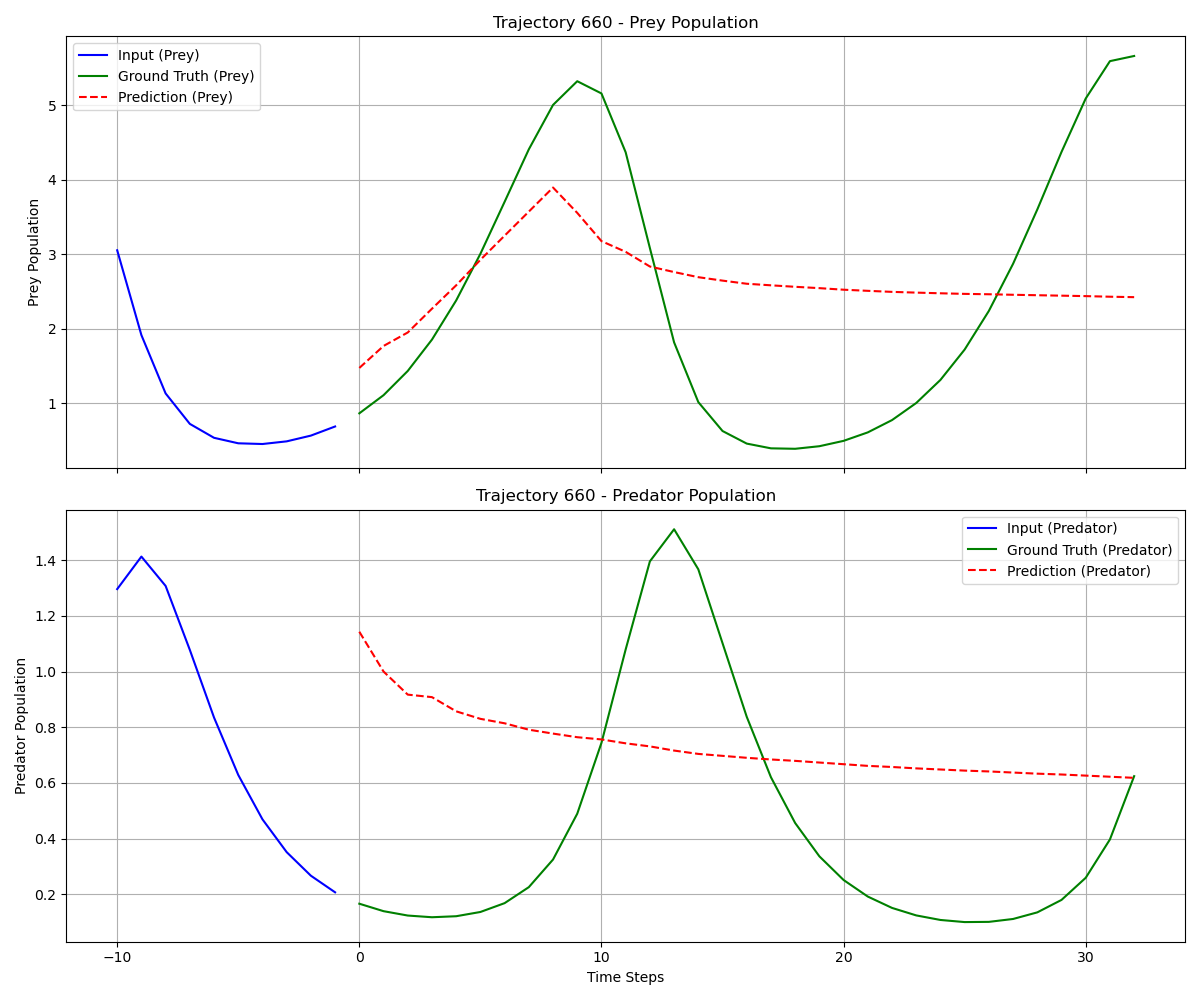 Trajectory 660 - Prey Population
Input (Prey)
Ground Truth (Prey)
Prediction (Prey)
Prey Population
5
4
3
2
1
Trajectory 660 - Predator Population
Input (Predator)
Ground Truth (Predator)
Prediction (Predator)
Predator Population
1.4
1.2
1.0
0.8
0.6
0.4
0.2
−10
0
10
20
30
Time Steps